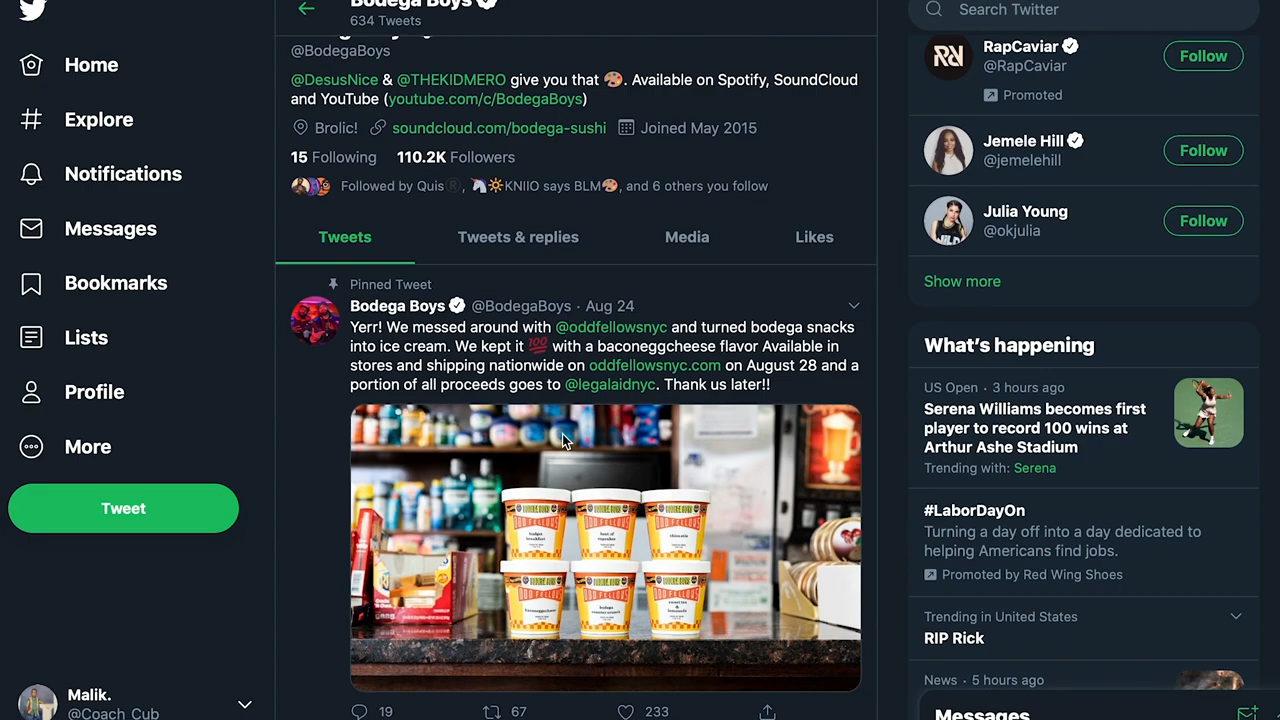 Home
Explore
Notifications
Messages
Bookmarks
Lists
Profile
More
Tweet
Malik.
@Coach_Cub
Bodega Boys
634 Tweets
@BodegaBoys
@DesusNice & @THEKIDMERO give you that 🎨. Available on Spotify, SoundCloud
and YouTube (youtube.com/c/BodegaBoys)
Brolic! soundcloud.com/bodega-sushi Joined May 2015
15 Following 110.2K Followers
Followed by Quis®, 🦄☀KNIIO says BLM🎨, and 6 others you follow
Tweets Tweets & replies Media Likes
Pinned Tweet
Bodega Boys @BodegaBoys · Aug 24
Yerr! We messed around with @oddfellowsnyc and turned bodega snacks
into ice cream. We kept it 💯 with a baconeggcheese flavor Available in
stores and shipping nationwide on oddfellowsnyc.com on August 28 and a
portion of all proceeds goes to @legalaidnyc. Thank us later!!
19 67 233
Search Twitter
RapCaviar
@RapCaviar
Follow
Promoted
Jemele Hill
@jemelehill
Follow
Julia Young
@okjulia
Follow
Show more
What's happening
US Open · 3 hours ago
Serena Williams becomes first
player to record 100 wins at
Arthur Ashe Stadium
Trending with: Serena
#LaborDayOn
Turning a day off into a day dedicated to
helping Americans find jobs.
Promoted by Red Wing Shoes
Trending in United States
RIP Rick
News · 5 hours ago
Messages